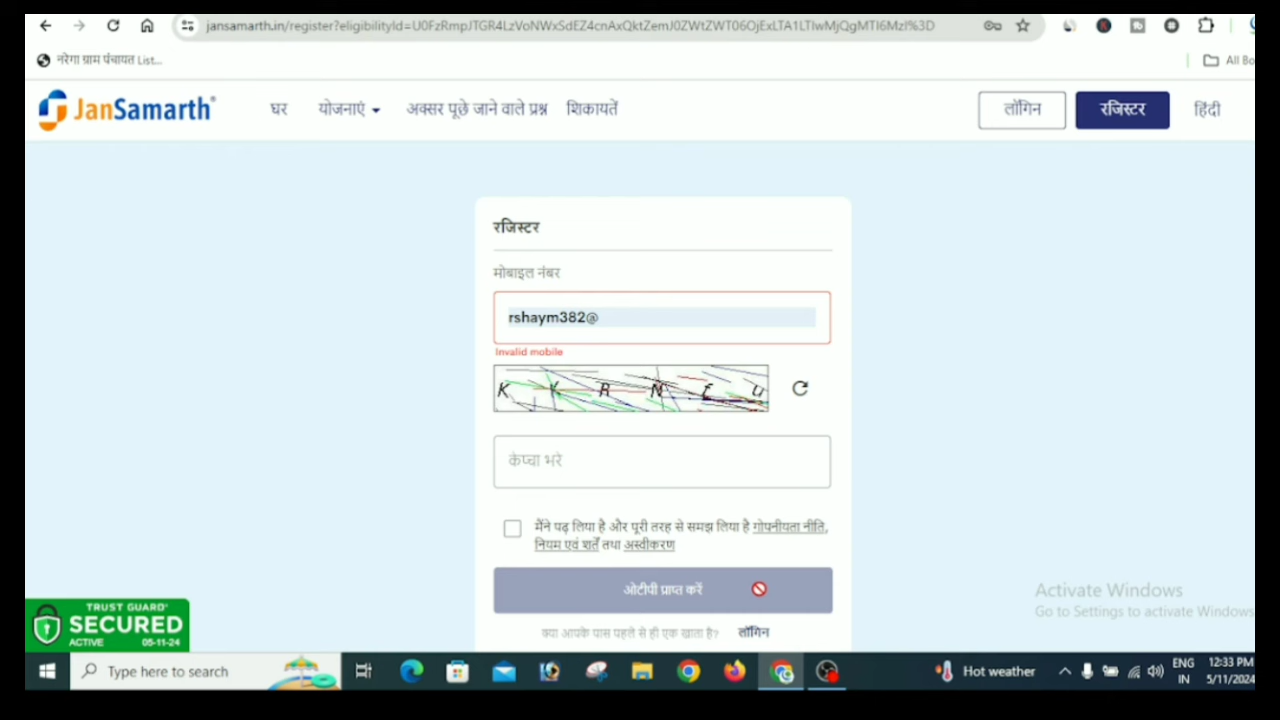 jansamarth.in/register?eligibilityId=U0FzRmpJTGR4LzVoNWxSdEZ4cnAxQktZemJ0ZWtZWT06OjExLTA1LTIwMjQgMTI6MzI%3D
नरेगा ग्राम पंचायत List...
All Bo
JanSamarth®
घर योजनाएं अक्सर पूछे जाने वाले प्रश्न शिकायतें
लॉगिन रजिस्टर हिंदी
रजिस्टर
मोबाइल नंबर
rshaym382@
Invalid mobile
केप्चा भरे
मैंने पढ़ लिया है और पूरी तरह से समझ लिया है गोपनीयता नीति,
नियम एवं शर्तें तथा अस्वीकरण
ओटीपी प्राप्त करें
क्या आपके पास पहले से ही एक खाता है? लॉगिन
TRUST GUARD®
SECURED
ACTIVE 05-11-24
Activate Windows
Go to Settings to activate Windows
Type here to search
Hot weather
ENG
IN
12:33 PM
5/11/2024